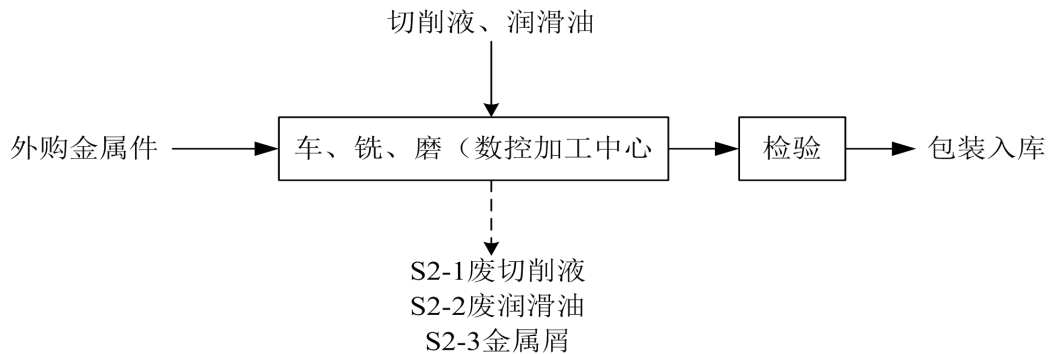 切削液、润滑油
外购金属件
车、铣、磨（数控加工中心
检验
包装入库
S2-1废切削液
S2-2废润滑油
S2-3金属屑